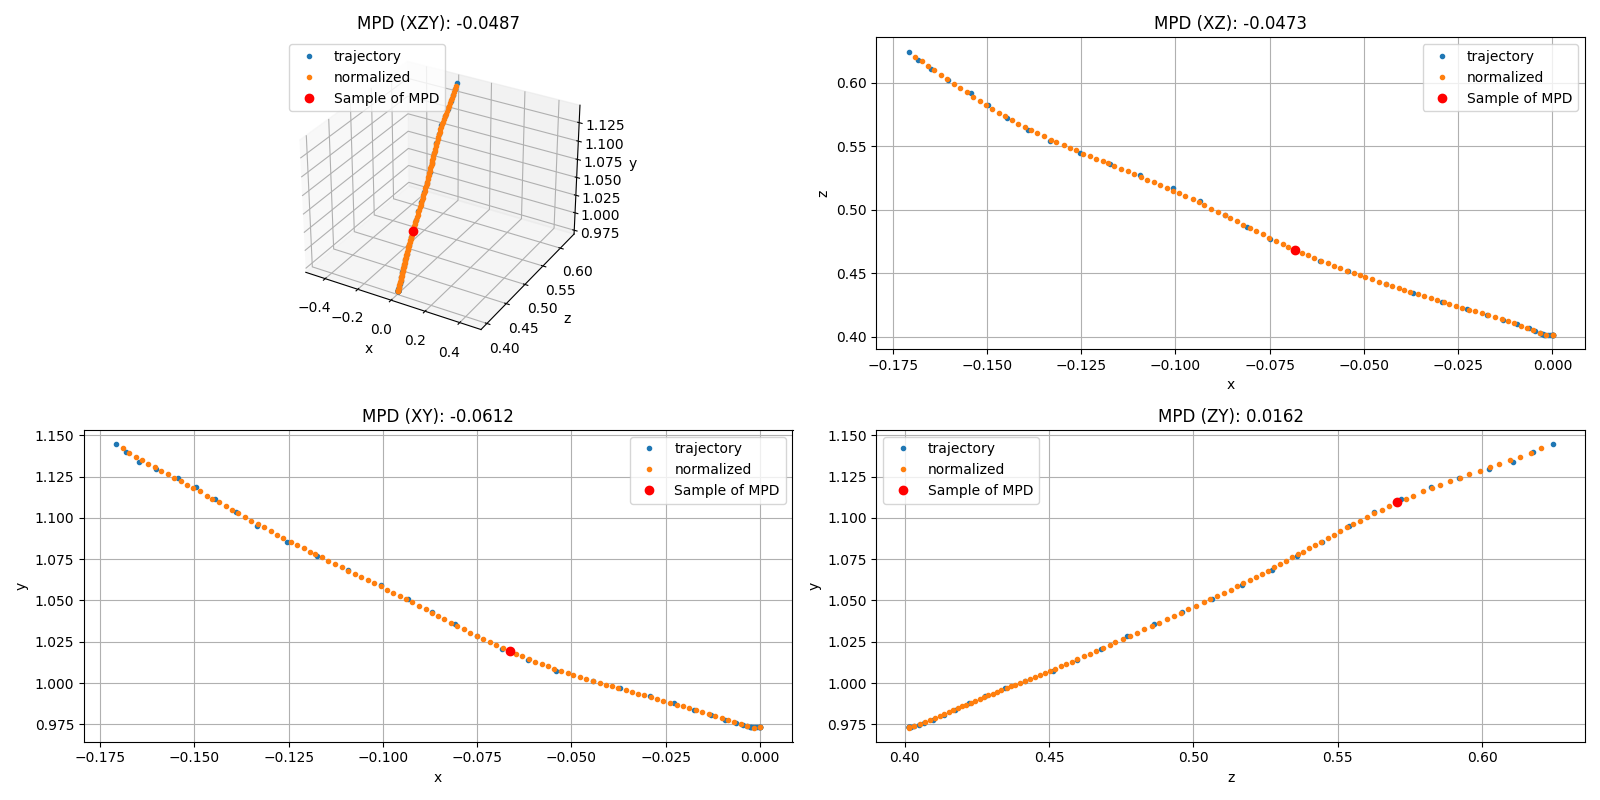 MPD (XZY): -0.0487
trajectory
normalized
Sample of MPD
1.125
1.100
1.075
1.050
1.025
1.000
0.975
y
0.60
0.55
0.50
0.45
0.40
z
−0.4
−0.2
0.0
0.2
0.4
x
MPD (XZ): -0.0473
trajectory
normalized
Sample of MPD
0.60
0.55
0.50
0.45
0.40
z
−0.175
−0.150
−0.125
−0.100
−0.075
−0.050
−0.025
0.000
x
MPD (XY): -0.0612
trajectory
normalized
Sample of MPD
1.150
1.125
1.100
1.075
1.050
1.025
1.000
0.975
y
−0.175
−0.150
−0.125
−0.100
−0.075
−0.050
−0.025
0.000
x
MPD (ZY): 0.0162
trajectory
normalized
Sample of MPD
1.150
1.125
1.100
1.075
1.050
1.025
1.000
0.975
y
0.40
0.45
0.50
0.55
0.60
z